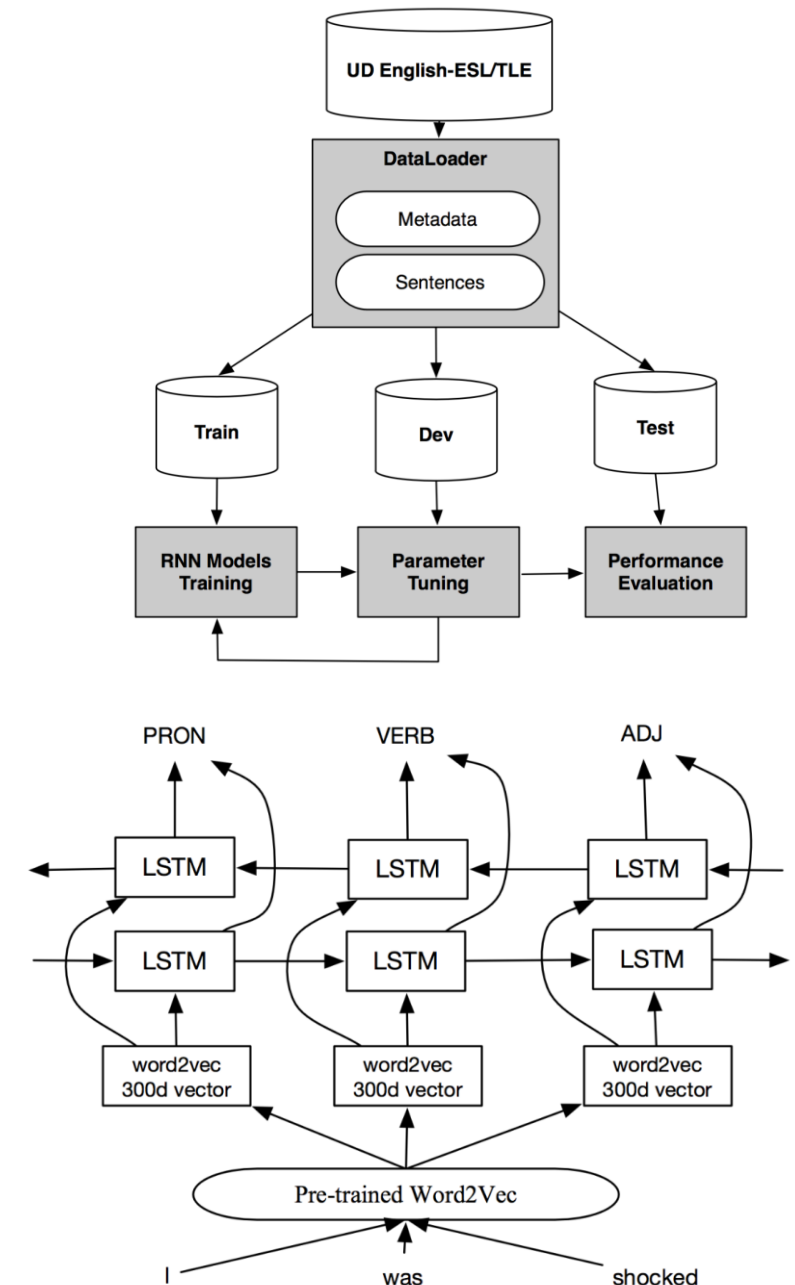 UD English-ESL/TLE
DataLoader
Metadata
Sentences
Train
Dev
Test
RNN Models
Training
Parameter
Tuning
Performance
Evaluation
PRON
VERB
ADJ
LSTM
LSTM
LSTM
LSTM
LSTM
LSTM
word2vec
300d vector
word2vec
300d vector
word2vec
300d vector
Pre-trained Word2Vec
I
was
shocked